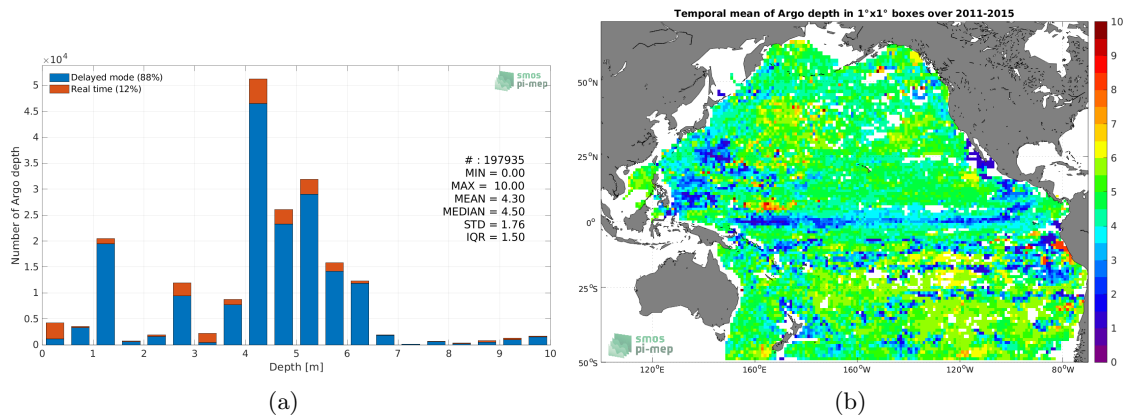 ×10⁴
Delayed mode (88%)
Real time (12%)
smos
pi-mep
# : 197935
MIN = 0.00
MAX = 10.00
MEAN = 4.30
MEDIAN = 4.50
STD = 1.76
IQR = 1.50
Number of Argo depth
5
4.5
4
3.5
3
2.5
2
1.5
1
0.5
0
0 1 2 3 4 5 6 7 8 9 10
Depth [m]
(a)
Temporal mean of Argo depth in 1°x1° boxes over 2011-2015
50°N
25°N
0°
25°S
50°S
120°E 160°E 160°W 120°W 80°W
smos
pi-mep
10
9
8
7
6
5
4
3
2
1
0
(b)